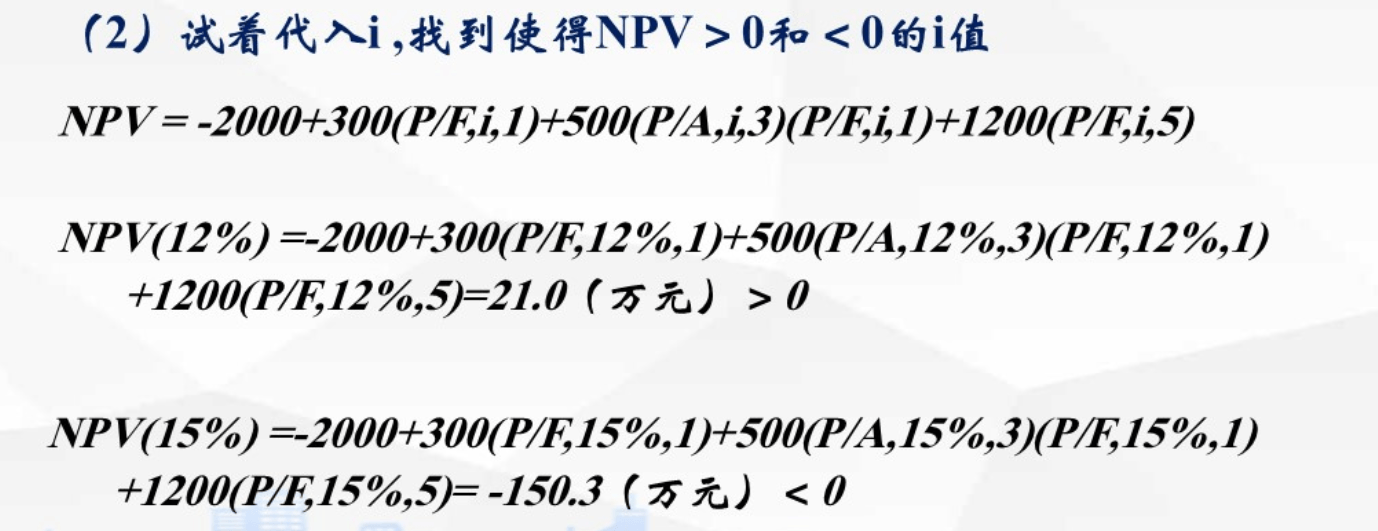 （2）试着代入i ,找到使得NPV > 0和 < 0的i值
NPV = -2000+300(P/F,i,1)+500(P/A,i,3)(P/F,i,1)+1200(P/F,i,5)
NPV(12%) =-2000+300(P/F,12%,1)+500(P/A,12%,3)(P/F,12%,1)
+1200(P/F,12%,5)=21.0（万元） > 0
NPV(15%) =-2000+300(P/F,15%,1)+500(P/A,15%,3)(P/F,15%,1)
+1200(P/F,15%,5)= -150.3（万元） < 0